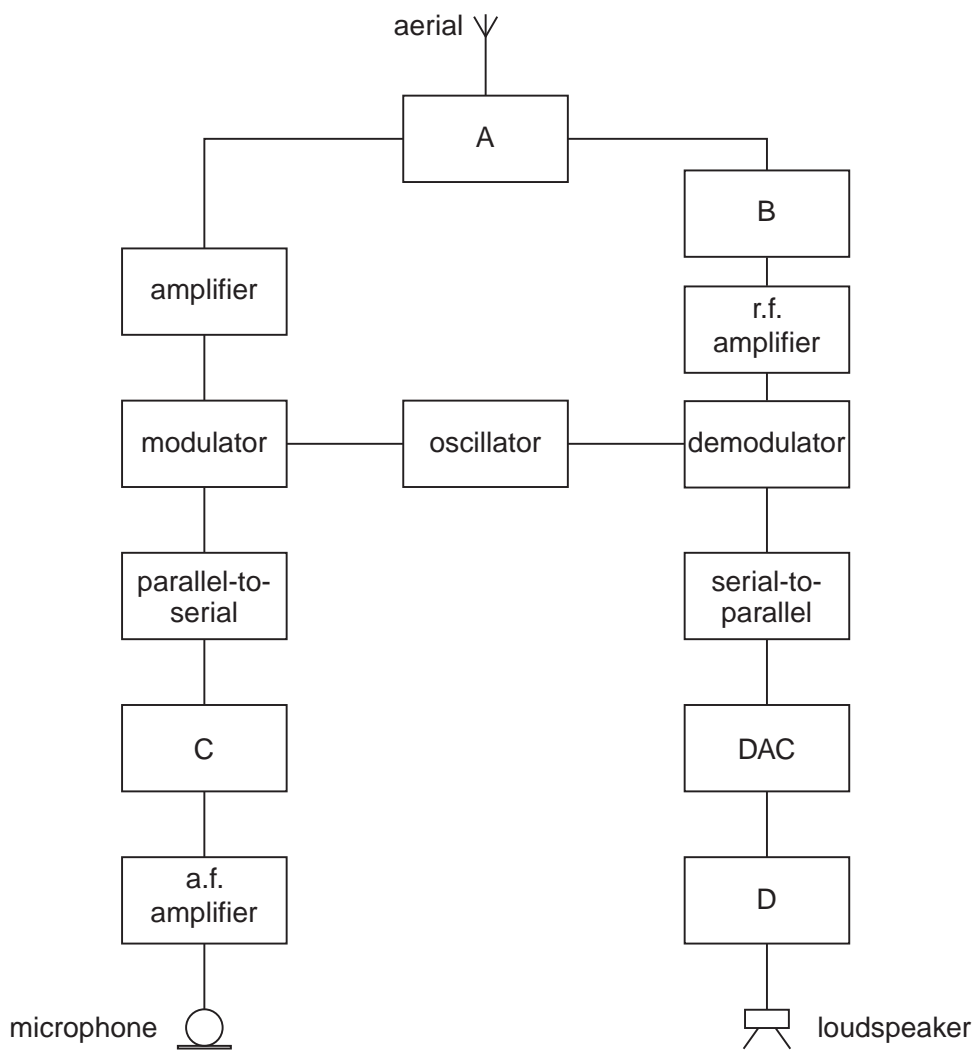 aerial
A
B
amplifier
r.f.
amplifier
modulator
oscillator
demodulator
parallel-to-
serial
serial-to-
parallel
C
DAC
a.f.
amplifier
D
microphone
loudspeaker